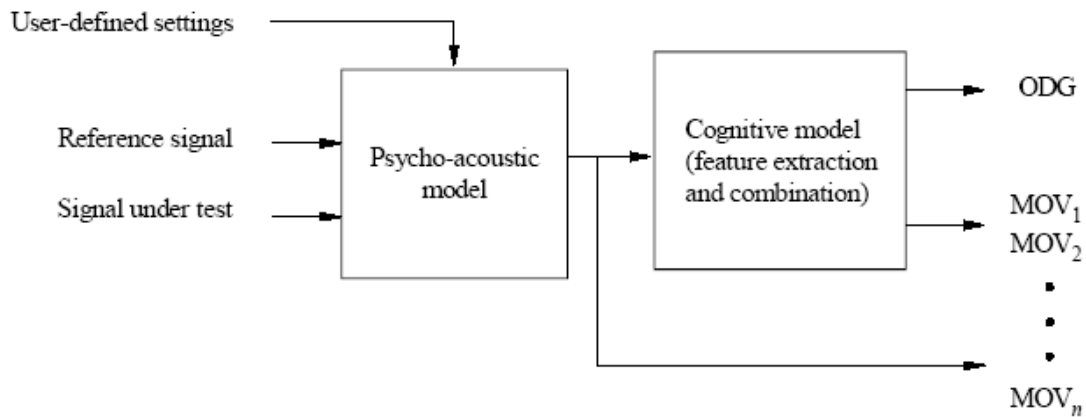 User-defined settings
Reference signal
Signal under test
Psycho-acoustic
model
Cognitive model
(feature extraction
and combination)
ODG
MOV1
MOV2
MOVn